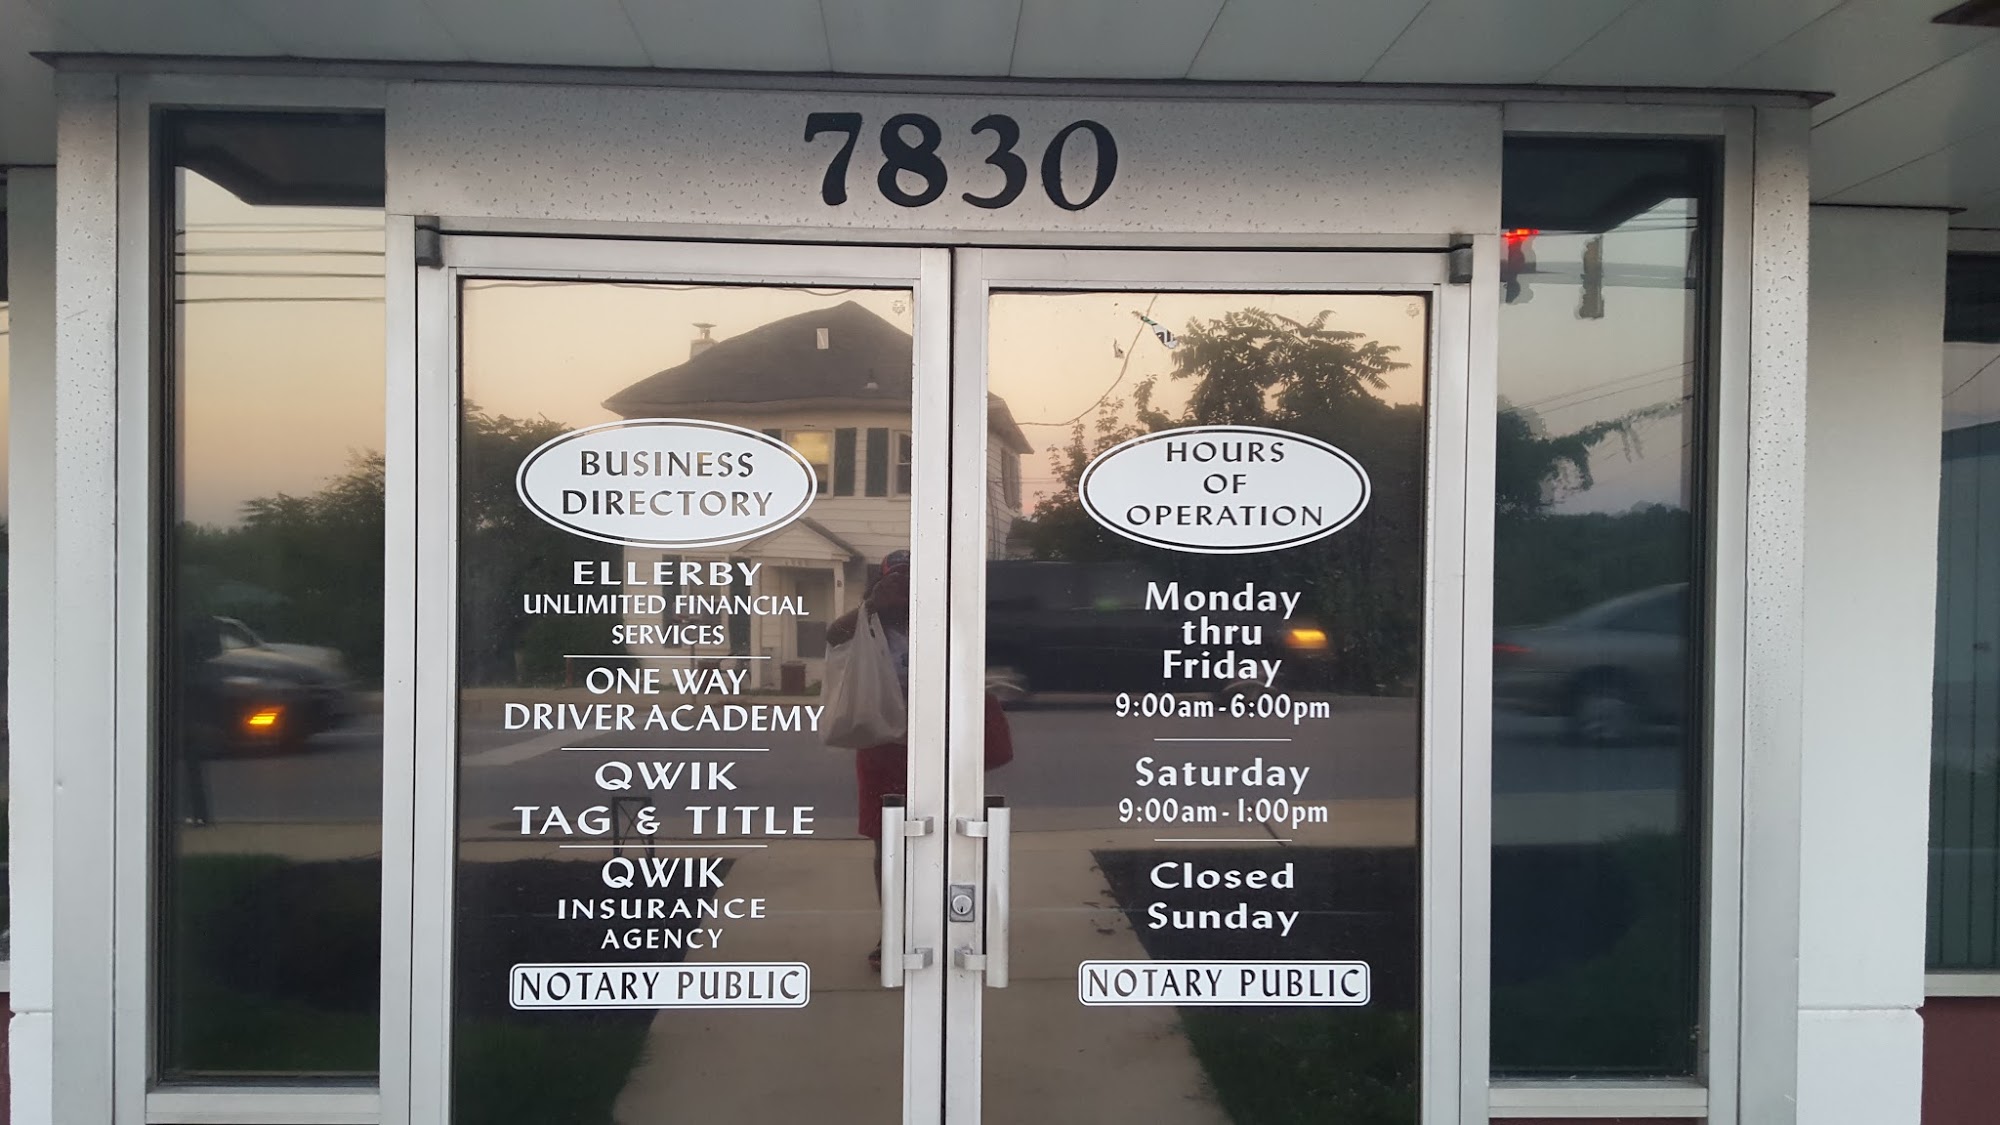 7830
BUSINESS
DIRECTORY
ELLERBY
UNLIMITED FINANCIAL
SERVICES
ONE WAY
DRIVER ACADEMY
QWIK
TAG & TITLE
QWIK
INSURANCE
AGENCY
NOTARY PUBLIC
HOURS
OF
OPERATION
Monday
thru
Friday
9:00am-6:00pm
Saturday
9:00am-1:00pm
Closed
Sunday
NOTARY PUBLIC